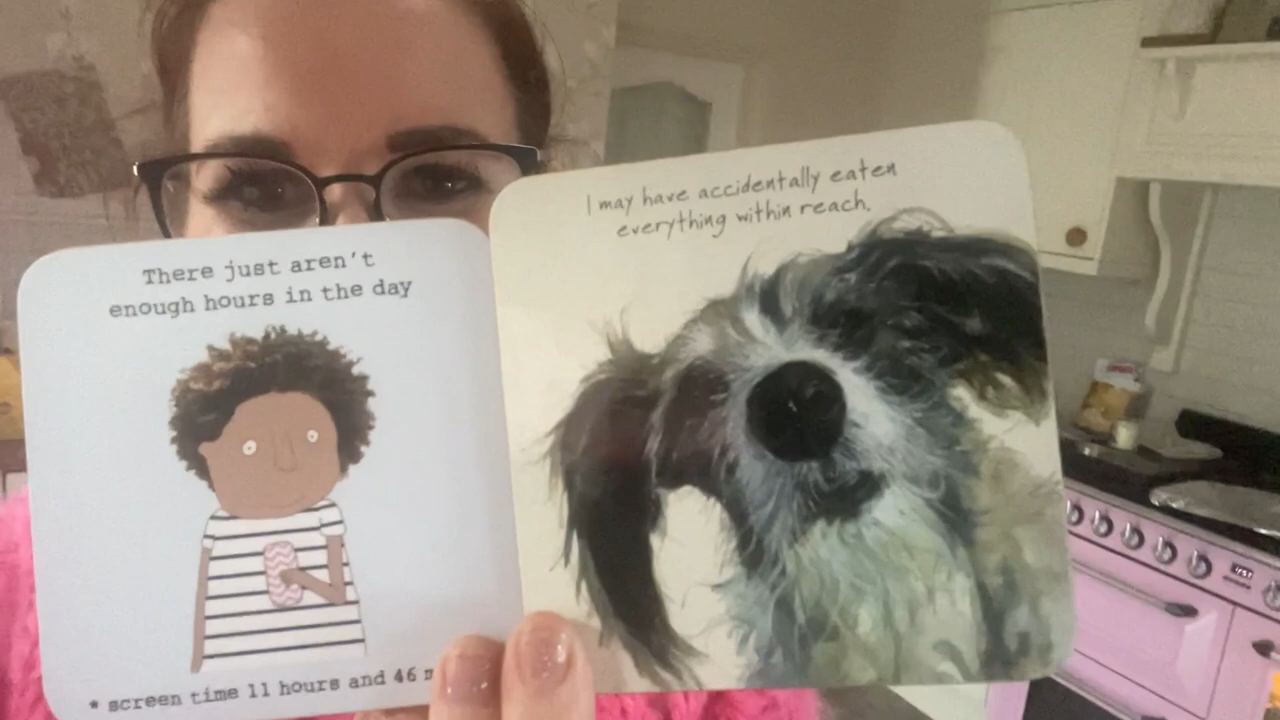 There just aren't
enough hours in the day
* screen time 11 hours and 46
I may have accidentally eaten
everything within reach.